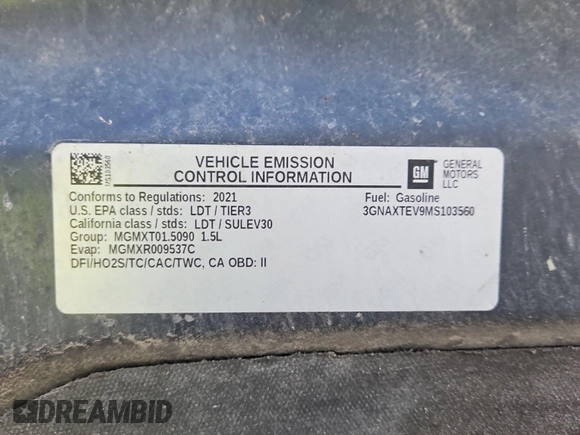 VEHICLE EMISSION
CONTROL INFORMATION
GM
GENERAL
MOTORS
LLC
MS103560
Conforms to Regulations: 2021
Fuel: Gasoline
U.S. EPA class / stds: LDT / TIER3
3GNAXTEV9MS103560
California class / stds: LDT / SULEV30
Group: MGMXT01.5090 1.5L
Evap: MGMXR009537C
DFI/HO2S/TC/CAC/TWC, CA OBD: II
DREAMBID